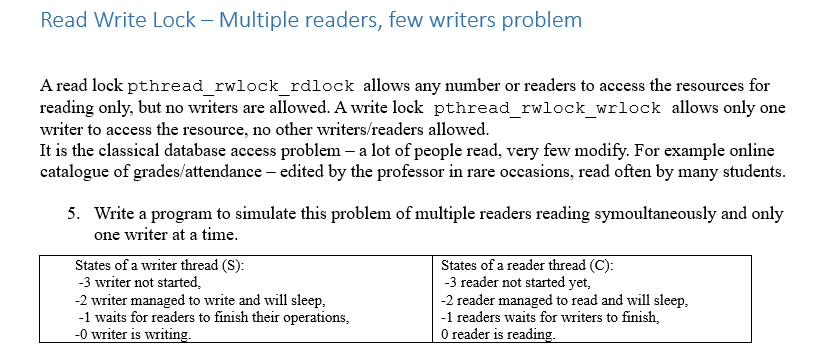 Read Write Lock – Multiple readers, few writers problem
A read lock pthread_rwlock_rdlock allows any number or readers to access the resources for
reading only, but no writers are allowed. A write lock pthread_rwlock_wrlock allows only one
writer to access the resource, no other writers/readers allowed.
It is the classical database access problem – a lot of people read, very few modify. For example online
catalogue of grades/attendance – edited by the professor in rare occasions, read often by many students.
5. Write a program to simulate this problem of multiple readers reading symoultaneously and only
one writer at a time.
States of a writer thread (S):
-3 writer not started,
-2 writer managed to write and will sleep,
-1 waits for readers to finish their operations,
-0 writer is writing.
States of a reader thread (C):
-3 reader not started yet,
-2 reader managed to read and will sleep,
-1 readers waits for writers to finish,
0 reader is reading.